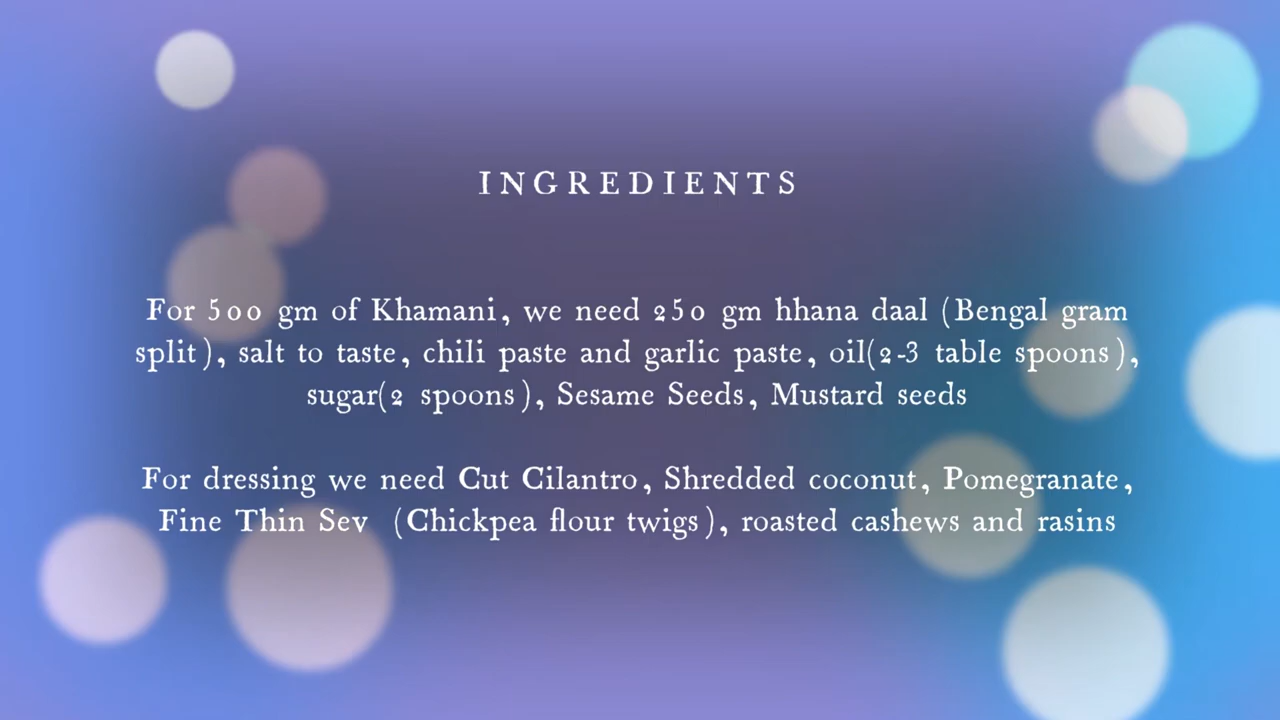 INGREDIENTS
For 500 gm of Khamani, we need 250 gm hhana daal (Bengal gram
split), salt to taste, chili paste and garlic paste, oil(2-3 table spoons),
sugar(2 spoons), Sesame Seeds, Mustard seeds
For dressing we need Cut Cilantro, Shredded coconut, Pomegranate,
Fine Thin Sev (Chickpea flour twigs), roasted cashews and rasins